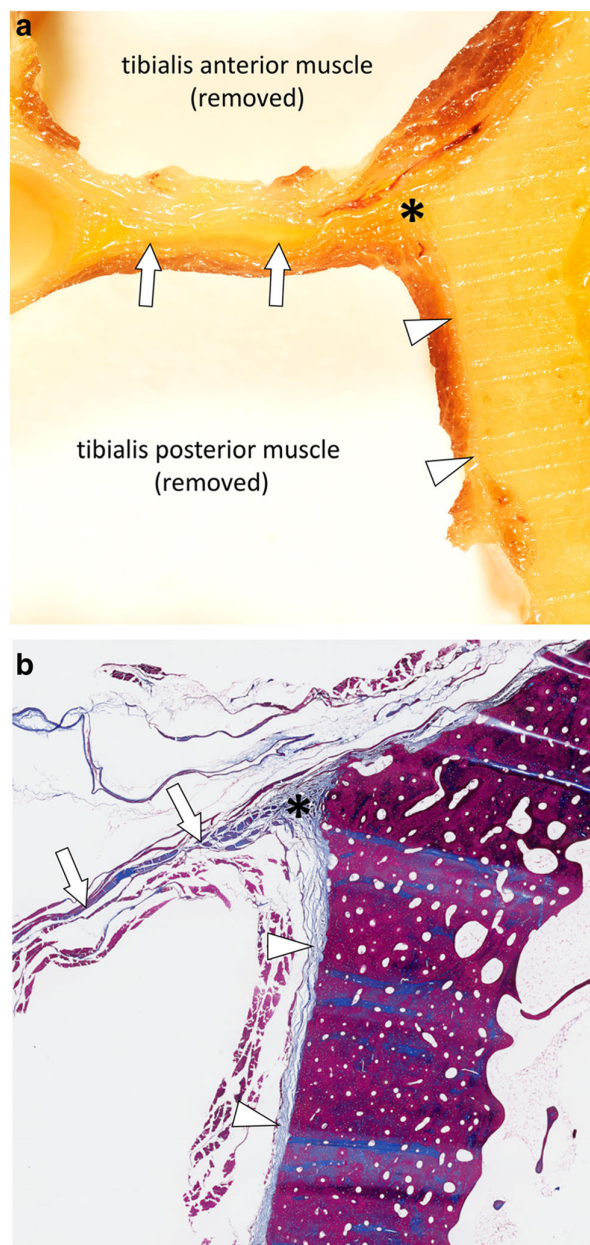 a
tibialis anterior muscle
(removed)
*
tibialis posterior muscle
(removed)
b
*